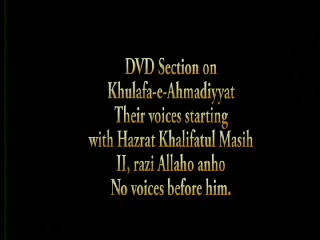 DVD Section on
Khulafa-e-Ahmadiyyat
Their voices starting
with Hazrat Khalifatul Masih
II, razi Allaho anho
No voices before him.